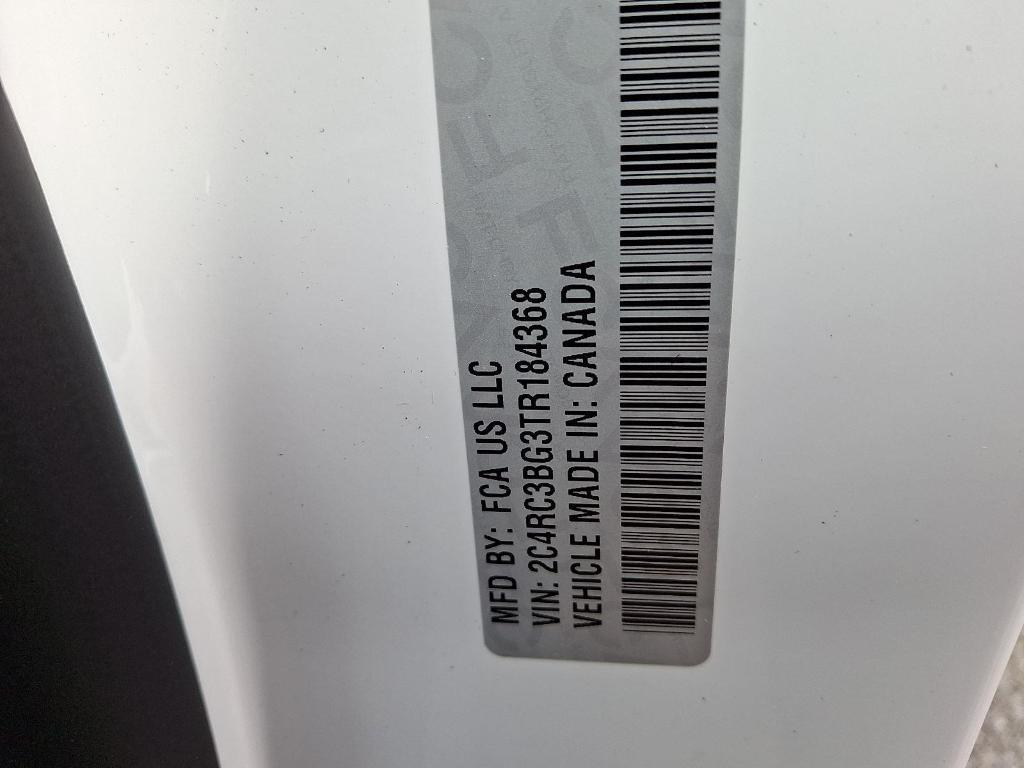 MFD BY: FCA US LLC
VIN: 2C4RC3BG3TR184368
VEHICLE MADE IN: CANADA